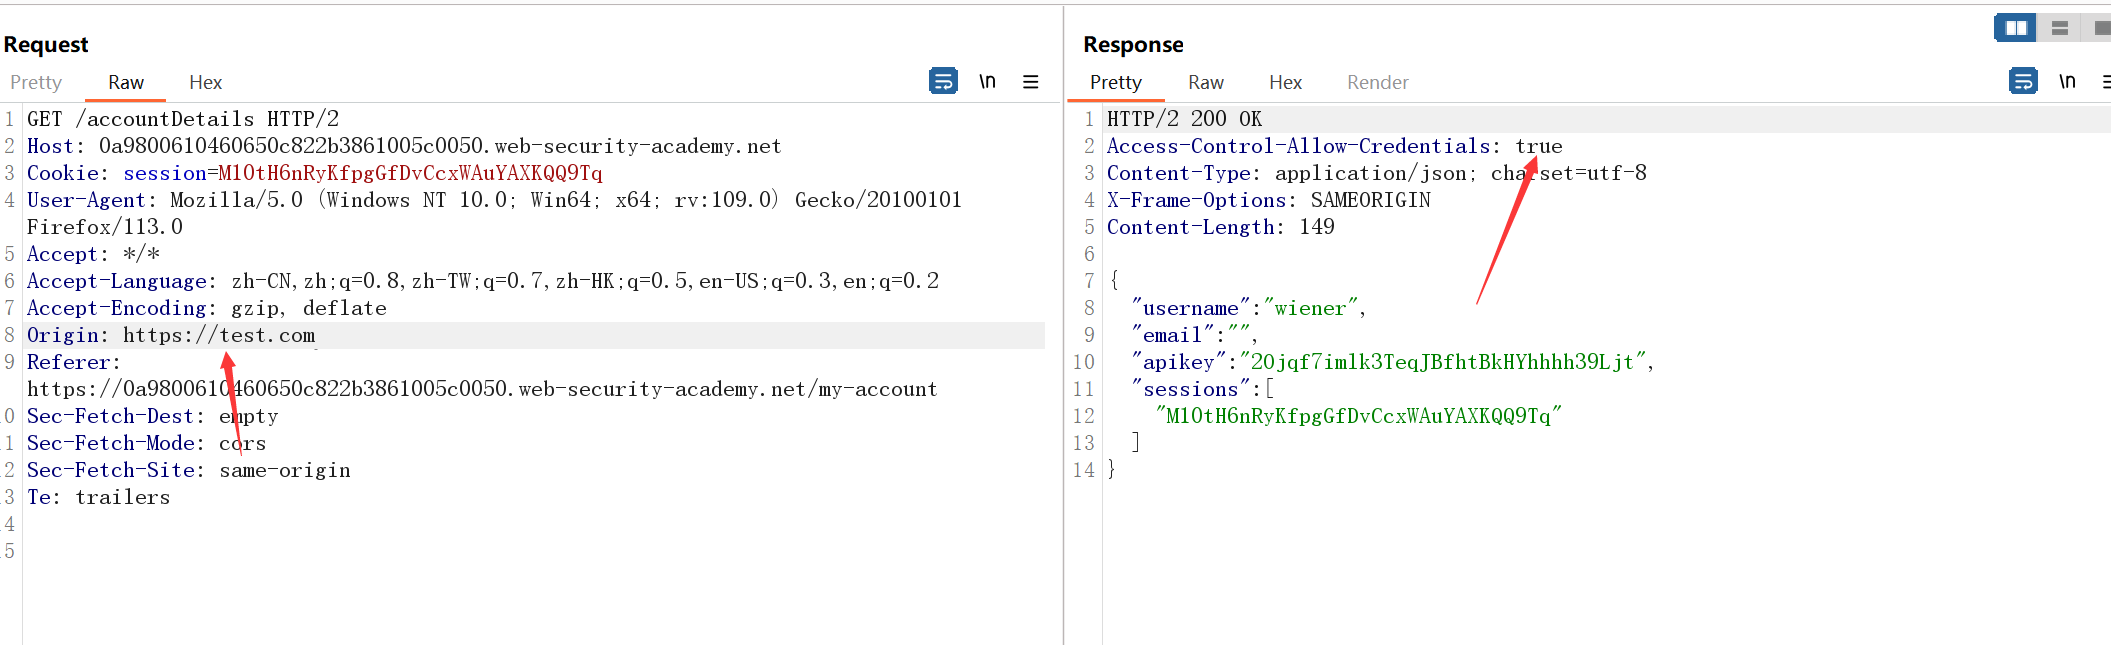 Request
Pretty Raw Hex \n
1 GET /accountDetails HTTP/2
2 Host: 0a9800610460650c822b3861005c0050.web-security-academy.net
3 Cookie: session=M1OtH6nRyKfpgGfDvCcxWAuYAXKQQ9Tq
4 User-Agent: Mozilla/5.0 (Windows NT 10.0; Win64; x64; rv:109.0) Gecko/20100101
Firefox/113.0
5 Accept: */*
6 Accept-Language: zh-CN,zh;q=0.8,zh-TW;q=0.7,zh-HK;q=0.5,en-US;q=0.3,en;q=0.2
7 Accept-Encoding: gzip, deflate
8 Origin: https://test.com
9 Referer:
https://0a9800610460650c822b3861005c0050.web-security-academy.net/my-account
0 Sec-Fetch-Dest: empty
1 Sec-Fetch-Mode: cors
2 Sec-Fetch-Site: same-origin
3 Te: trailers
4
5
Response
Pretty Raw Hex Render \n
1 HTTP/2 200 OK
2 Access-Control-Allow-Credentials: true
3 Content-Type: application/json; charset=utf-8
4 X-Frame-Options: SAMEORIGIN
5 Content-Length: 149
6
7 {
8 "username":"wiener",
9 "email":"",
10 "apikey":"2Ojqf7imlk3TeqJBfhtBkHYhhhh39Ljt",
11 "sessions":[
12 "M1OtH6nRyKfpgGfDvCcxWAuYAXKQQ9Tq"
13 ]
14 }